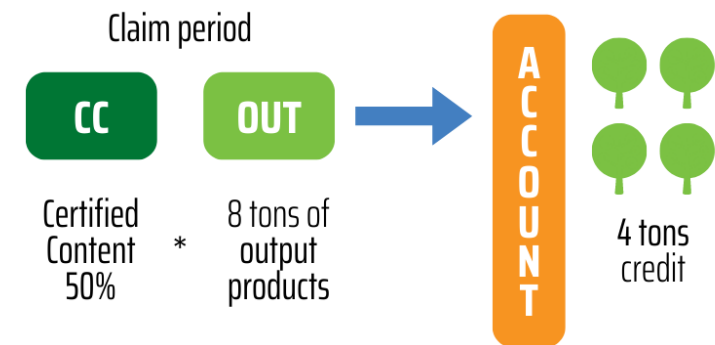 Claim period
CC
OUT
Certified
Content
50%
*
8 tons of
output
products
ACCOUNT
4 tons
credit